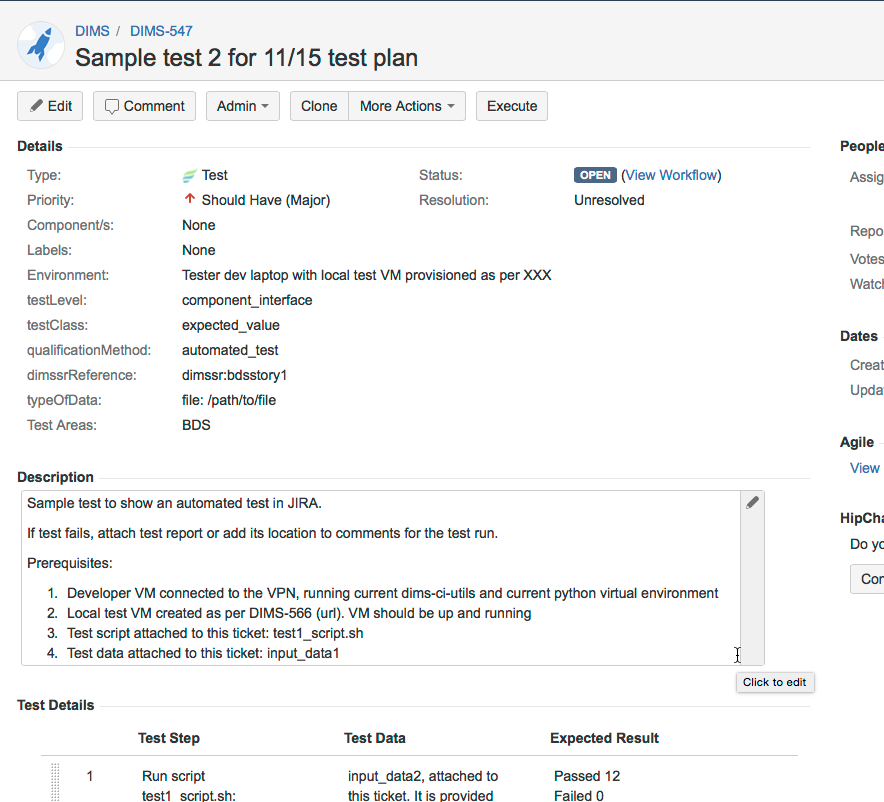 DIMS / DIMS-547
Sample test 2 for 11/15 test plan
Edit Comment Admin Clone More Actions Execute
Details
Type: Test Status: OPEN (View Workflow)
Priority: Should Have (Major) Resolution: Unresolved
Component/s: None
Labels: None
Environment: Tester dev laptop with local test VM provisioned as per XXX
testLevel: component_interface
testClass: expected_value
qualificationMethod: automated_test
dimssrReference: dimssr:bdsstory1
typeOfData: file: /path/to/file
Test Areas: BDS
Description
Sample test to show an automated test in JIRA.
If test fails, attach test report or add its location to comments for the test run.
Prerequisites:
1. Developer VM connected to the VPN, running current dims-ci-utils and current python virtual environment
2. Local test VM created as per DIMS-566 (url). VM should be up and running
3. Test script attached to this ticket: test1_script.sh
4. Test data attached to this ticket: input_data1
Click to edit
Test Details
Test Step Test Data Expected Result
1 Run script input_data2, attached to Passed 12
test1_script.sh: this ticket. It is provided Failed 0
People
Assig
Repo
Votes
Watch
Dates
Creat
Updat
Agile
View
HipCha
Do yo
Con